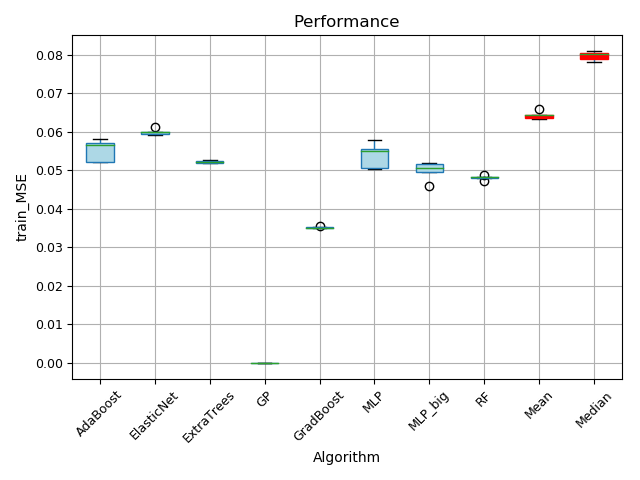 Performance
train_MSE
0.08
0.07
0.06
0.05
0.04
0.03
0.02
0.01
0.00
AdaBoost
ElasticNet
ExtraTrees
GP
GradBoost
MLP
MLP_big
RF
Mean
Median
Algorithm